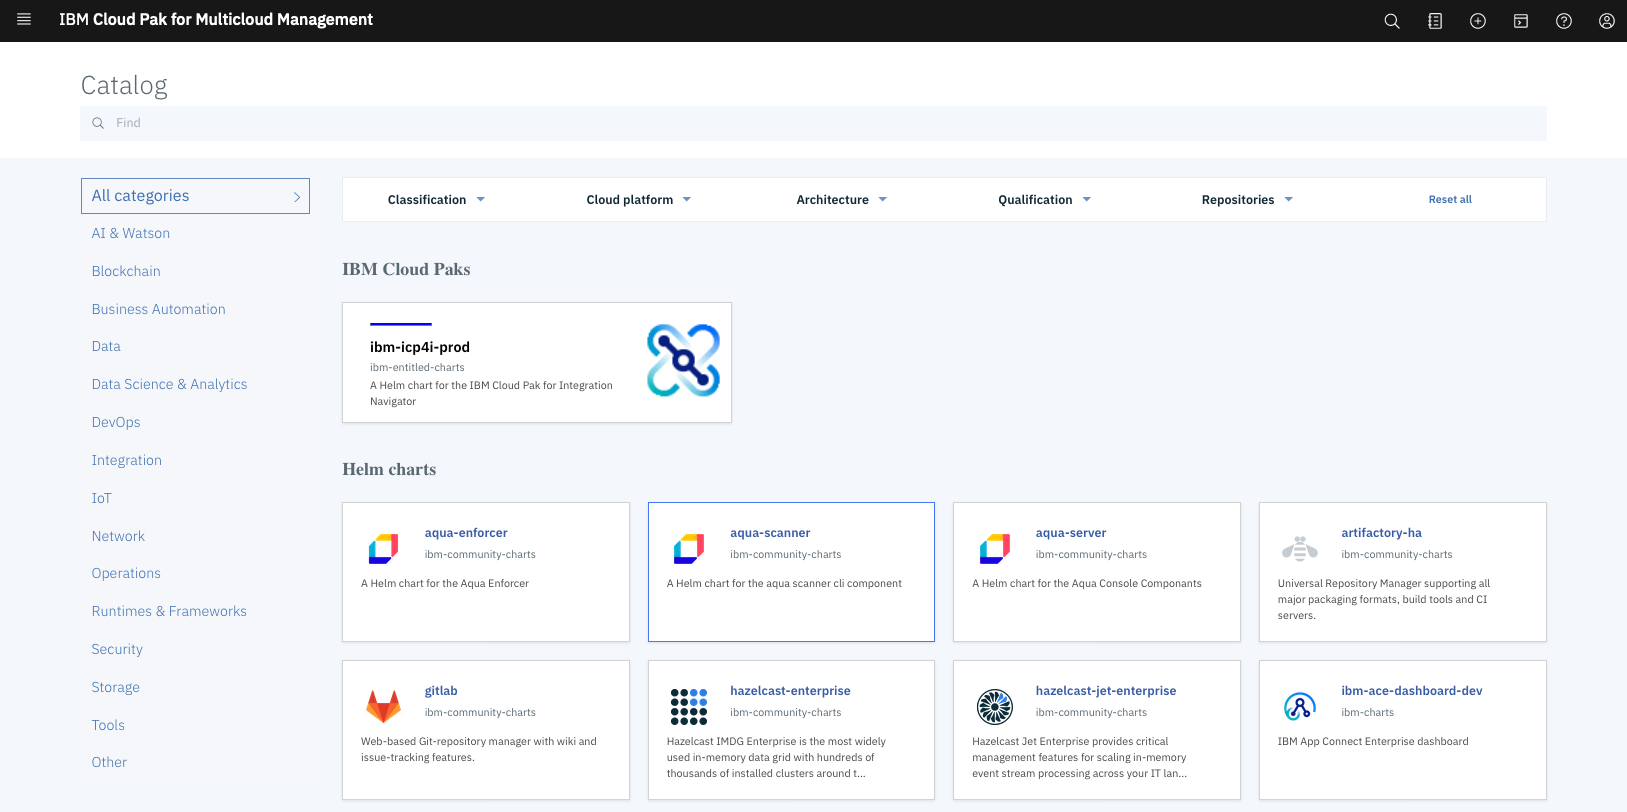 IBM Cloud Pak for Multicloud Management
Catalog
Find
All categories
AI & Watson
Blockchain
Business Automation
Data
Data Science & Analytics
DevOps
Integration
IoT
Network
Operations
Runtimes & Frameworks
Security
Storage
Tools
Other
Classification
Cloud platform
Architecture
Qualification
Repositories
Reset all
IBM Cloud Paks
ibm-icp4i-prod
ibm-entitled-charts
A Helm chart for the IBM Cloud Pak for Integration
Navigator
Helm charts
aqua-enforcer
ibm-community-charts
A Helm chart for the Aqua Enforcer
aqua-scanner
ibm-community-charts
A Helm chart for the aqua scanner cli component
aqua-server
ibm-community-charts
A Helm chart for the Aqua Console Componants
artifactory-ha
ibm-community-charts
Universal Repository Manager supporting all
major packaging formats, build tools and CI
servers.
gitlab
ibm-community-charts
Web-based Git-repository manager with wiki and
issue-tracking features.
hazelcast-enterprise
ibm-community-charts
Hazelcast IMDG Enterprise is the most widely
used in-memory data grid with hundreds of
thousands of installed clusters around t...
hazelcast-jet-enterprise
ibm-community-charts
Hazelcast Jet Enterprise provides critical
management features for scaling in-memory
event stream processing across your IT lan...
ibm-ace-dashboard-dev
ibm-charts
IBM App Connect Enterprise dashboard